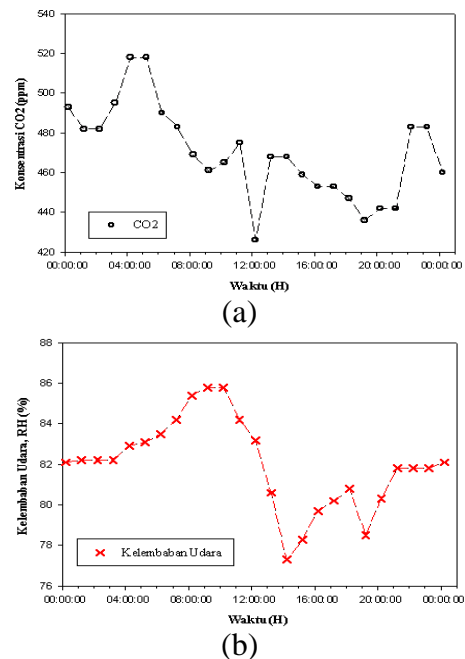 540
520
500
480
460
440
420
Konsentrasi CO2 (ppm)
CO2
00:00:00 04:00:00 08:00:00 12:00:00 16:00:00 20:00:00 00:00:00
Waktu (H)
(a)
88
86
84
82
80
78
76
Kelembaban Udara, RH (%)
Kelembaban Udara
00:00:00 04:00:00 08:00:00 12:00:00 16:00:00 20:00:00 00:00:00
Waktu (H)
(b)